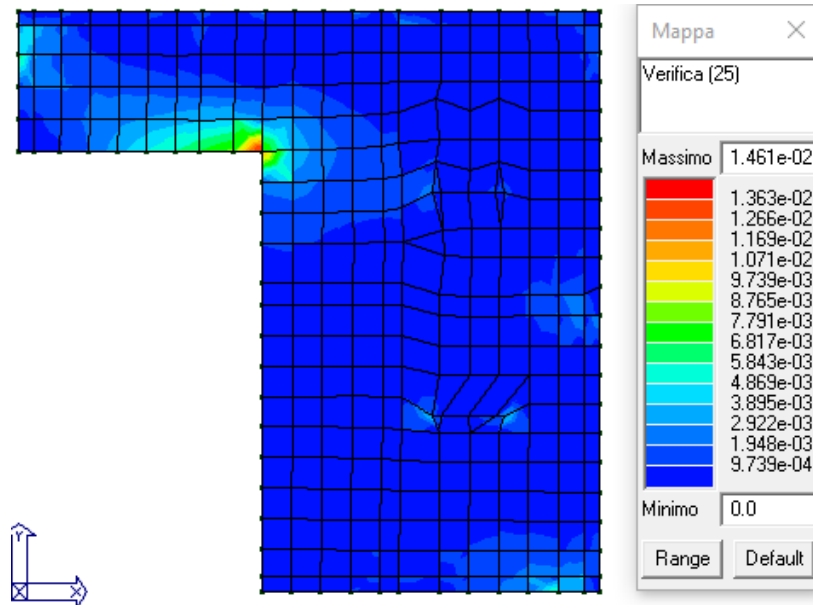 Mappa
Verifica (25)
Massimo 1.461e-02
1.363e-02
1.266e-02
1.169e-02
1.071e-02
9.739e-03
8.765e-03
7.791e-03
6.817e-03
5.843e-03
4.869e-03
3.895e-03
2.922e-03
1.948e-03
9.739e-04
Minimo 0.0
Range Default
Y
X